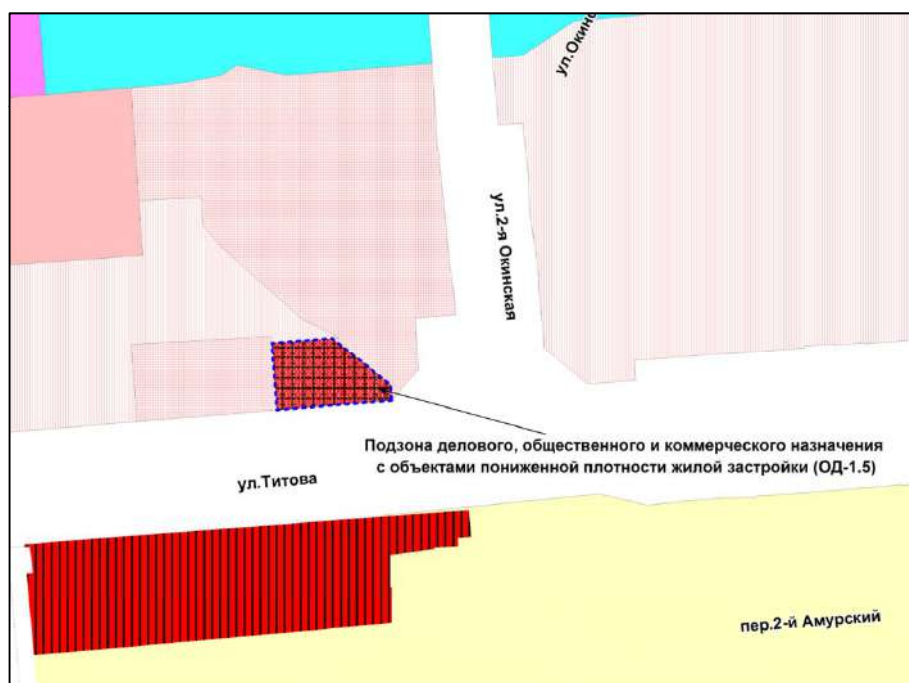 ул.Окинс
ул.2-я Окинская
Подзона делового, общественного и коммерческого назначения
с объектами пониженной плотности жилой застройки (ОД-1.5)
ул.Титова
пер.2-й Амурский